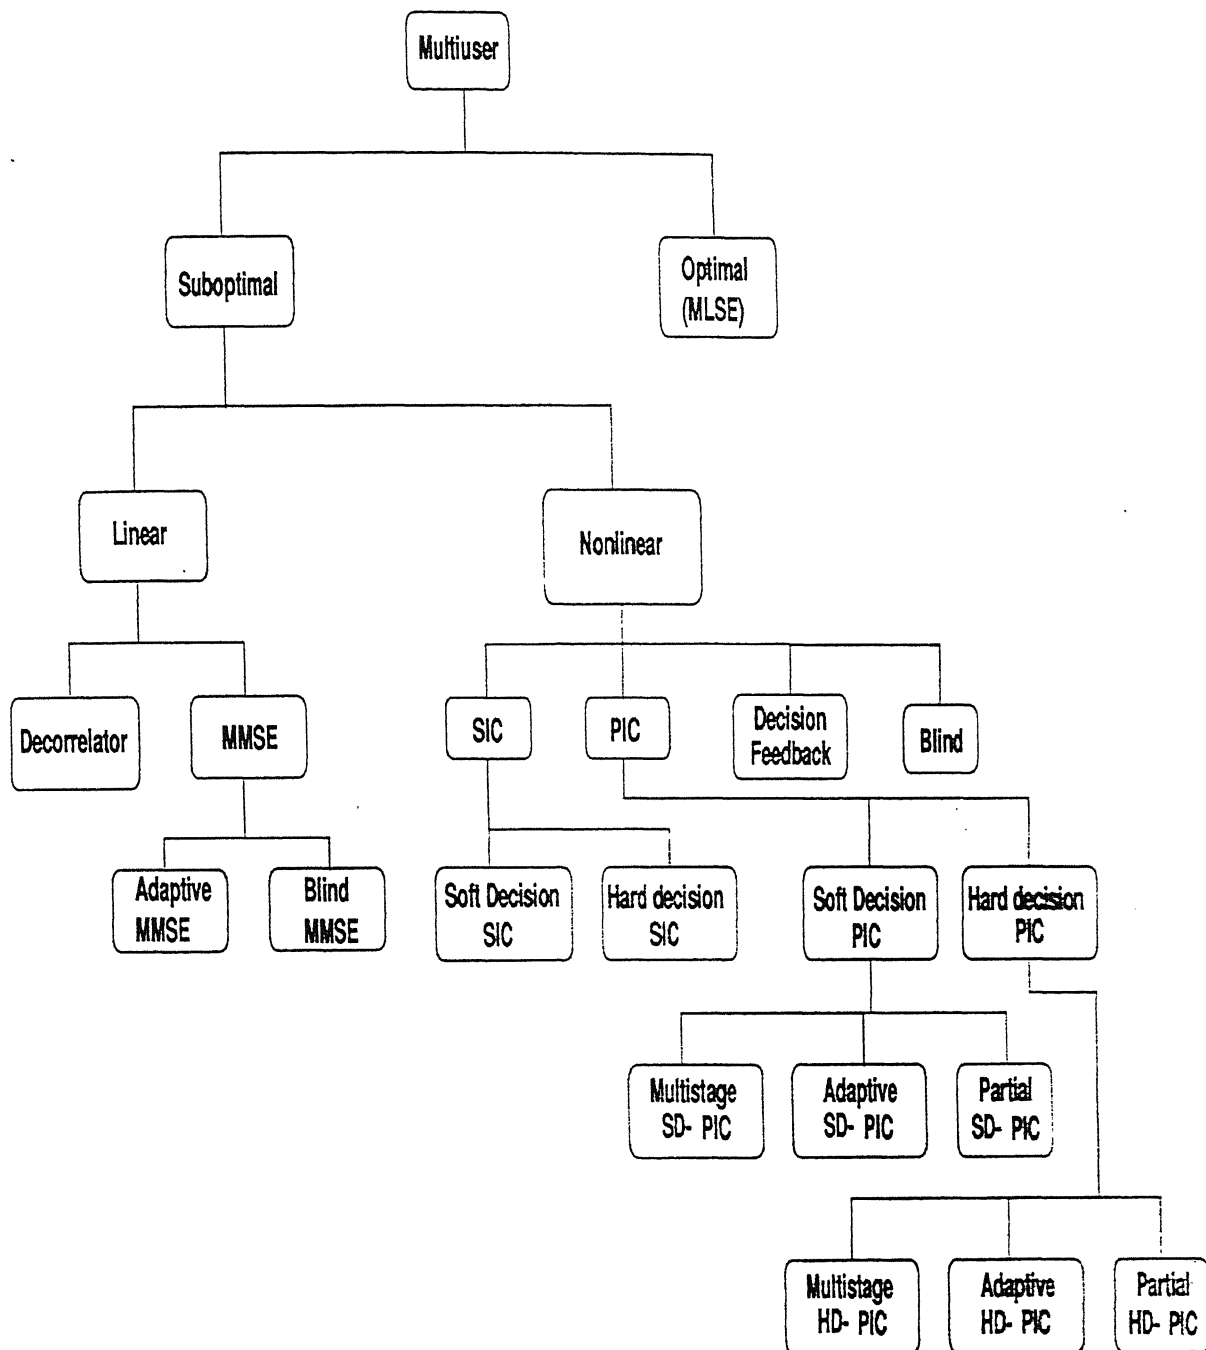 Multiuser
Suboptimal
Optimal
(MLSE)
Linear
Nonlinear
Decorrelator
MMSE
SIC
PIC
Decision
Feedback
Blind
Adaptive
MMSE
Blind
MMSE
Soft Decision
SIC
Hard decision
SIC
Soft Decision
PIC
Hard decision
PIC
Multistage
SD- PIC
Adaptive
SD- PIC
Partial
SD- PIC
Multistage
HD- PIC
Adaptive
HD- PIC
Partial
HD- PIC